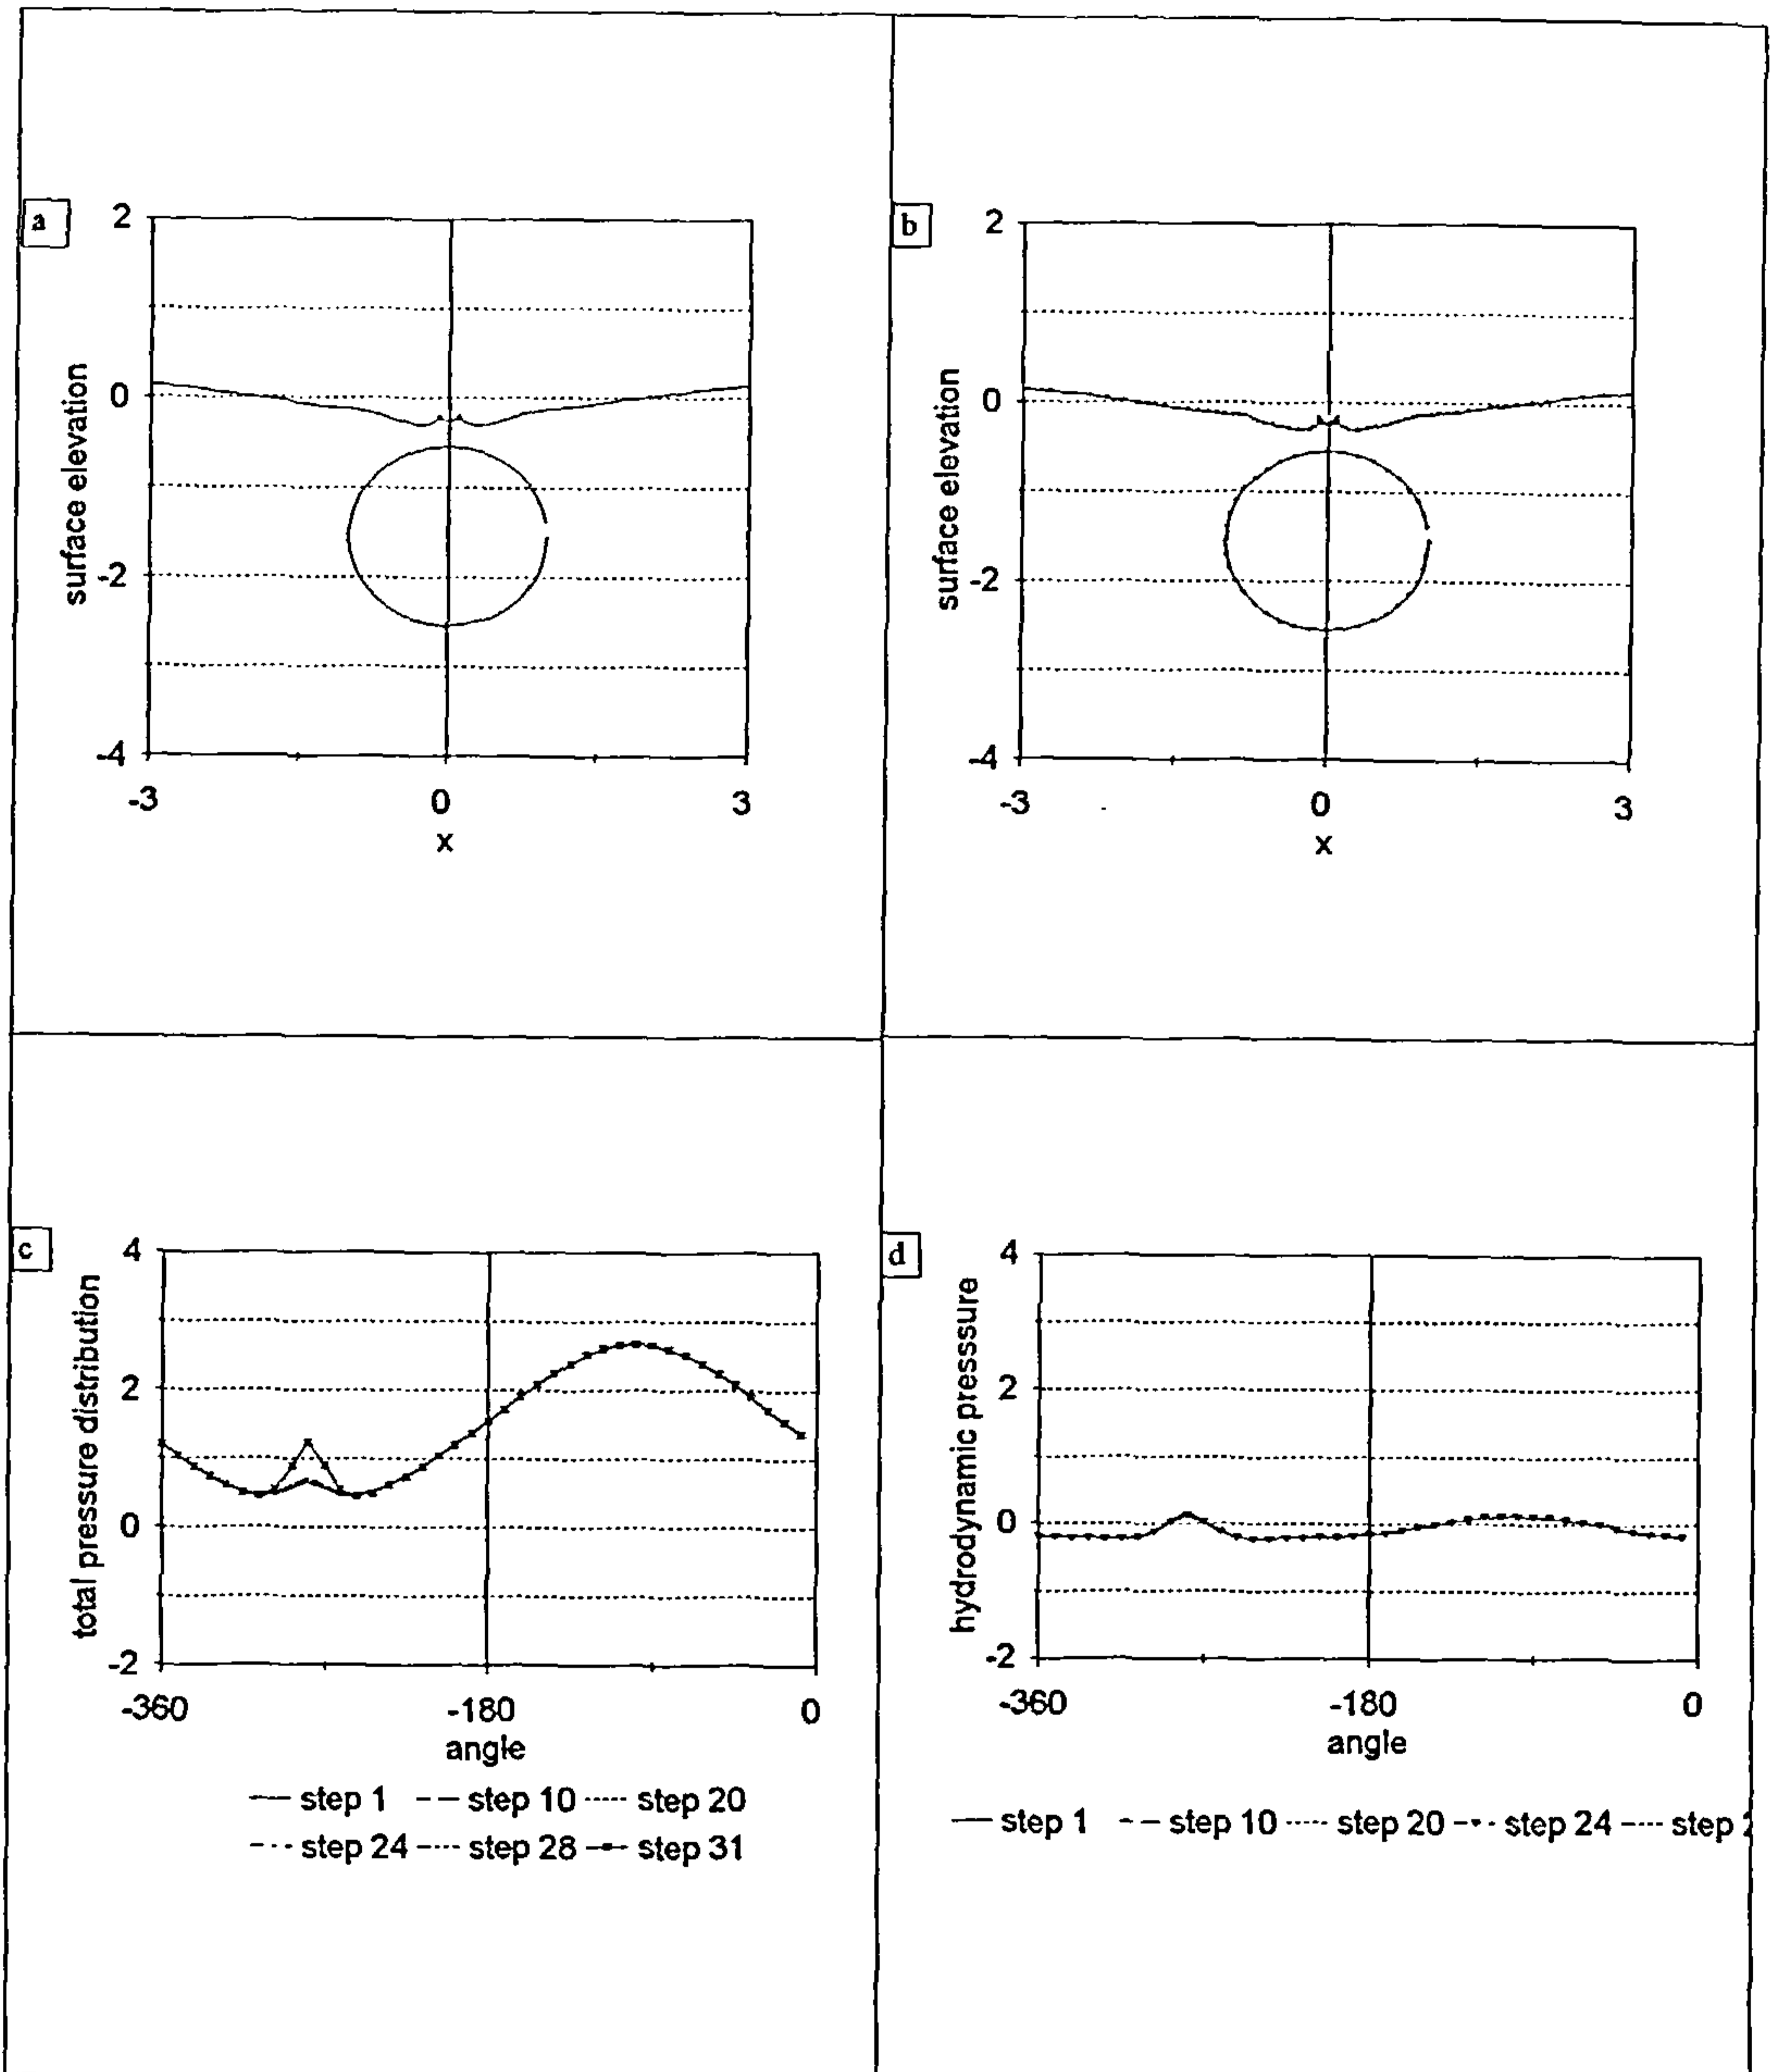 a
2
0
-2
-4
surface elevation
-3 0 3
x
b
2
0
-2
-4
surface elevation
-3 0 3
x
c
4
2
0
-2
total pressure distribution
-360 -180 0
angle
step 1 step 10 step 20
step 24 step 28 step 31
d
4
2
0
-2
hydrodynamic pressure
-360 -180 0
angle
step 1 step 10 step 20 step 24 step